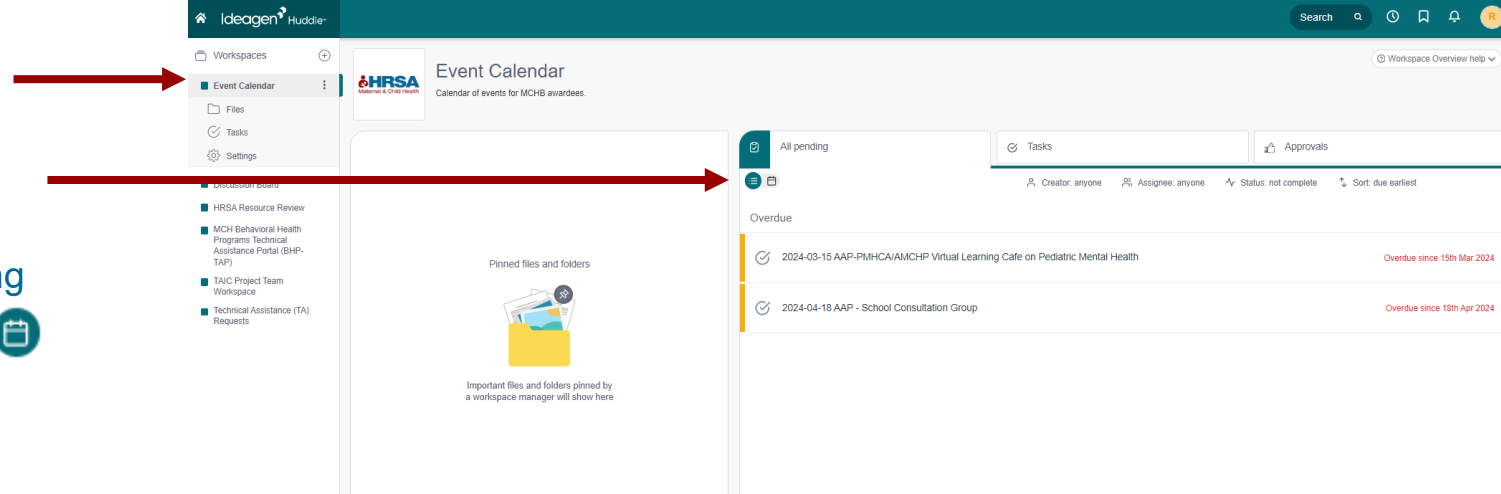 Ideagen Huddle
Search
R
Workspaces
Event Calendar
Files
Tasks
Settings
Discussion Board
HRSA Resource Review
MCH Behavioral Health
Programs Technical
Assistance Portal (BHP-
TAP)
TAIC Project Team
Workspace
Technical Assistance (TA)
Requests
ng
HRSA
Maternal & Child Health
Event Calendar
Calendar of events for MCHB awardees.
Workspace Overview help
Pinned files and folders
Important files and folders pinned by
a workspace manager will show here
All pending
Tasks
Approvals
Creator: anyone Assignee: anyone Status: not complete Sort: due earliest
Overdue
2024-03-15 AAP-PMHCA/AMCHP Virtual Learning Cafe on Pediatric Mental Health Overdue since 15th Mar 2024
2024-04-18 AAP - School Consultation Group Overdue since 18th Apr 2024